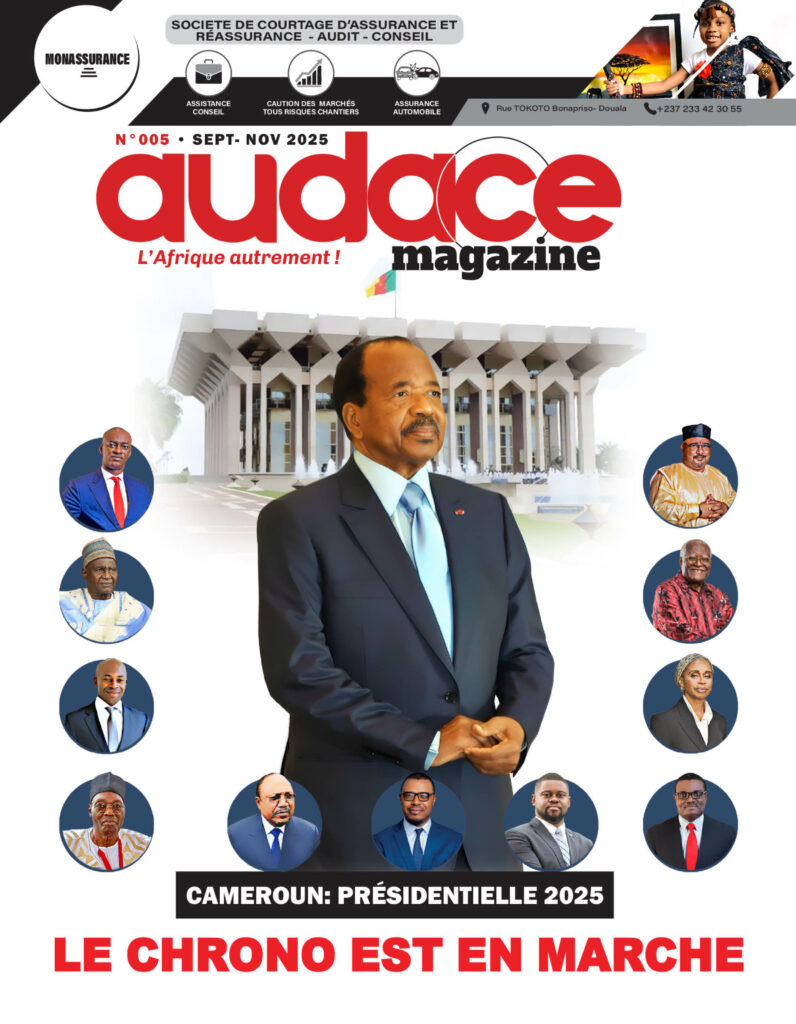 MONASSURANCE
SOCIETE DE COURTAGE D'ASSURANCE ET
RÉASSURANCE - AUDIT - CONSEIL
ASSISTANCE
CONSEIL
CAUTION DES MARCHÉS
TOUS RISQUES CHANTIERS
ASSURANCE
AUTOMOBILE
Rue TOKOTO Bonapriso- Douala
+237 233 42 30 55
N°005 • SEPT- NOV 2025
audace
L'Afrique autrement !
magazine
CAMEROUN: PRÉSIDENTIELLE 2025
LE CHRONO EST EN MARCHE